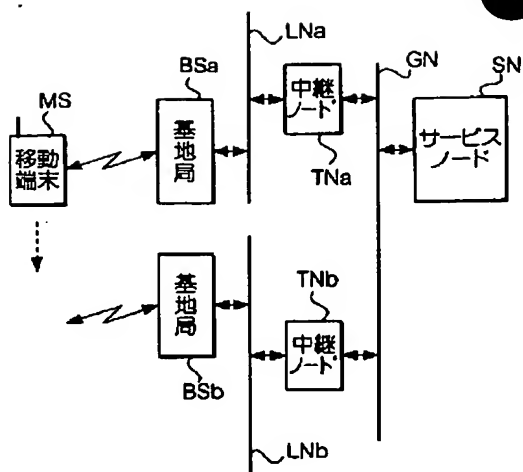 LNa
GN
SN
BSa
MS
中継
ノード
サービス
ノード
移動
端末
基地局
TNa
TNb
基地局
中継
ノード
BSb
LNb